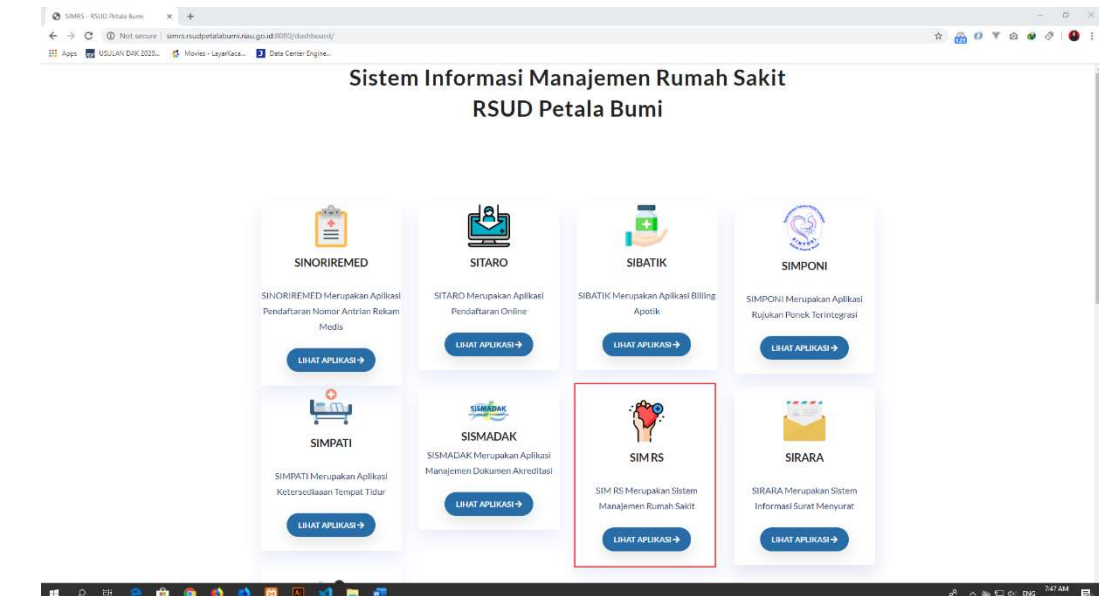 SIMRS - RSUD Petala Bumi
Not secure | simrs.rsudpetalabumi.riau.go.id:8080/dashboard/
Apps USULAN DAK 2020... Movies - LayarKaca... Data Center Engine...
Sistem Informasi Manajemen Rumah Sakit
RSUD Petala Bumi
SINORIREMED
SINORIREMED Merupakan Aplikasi
Pendaftaran Nomor Antrian Rekam
Medis
LIHAT APLIKASI →
SITARO
SITARO Merupakan Aplikasi
Pendaftaran Online
LIHAT APLIKASI →
SIBATIK
SIBATIK Merupakan Aplikasi Billing
Apotik
LIHAT APLIKASI →
SIMPONI
SIMPONI
SIMPONI Merupakan Aplikasi
Rujukan Ponek Terintegrasi
LIHAT APLIKASI →
SIMPATI
SIMPATI Merupakan Aplikasi
Ketersediaaan Tempat Tidur
LIHAT APLIKASI →
SISMADAK
SISMADAK
SISMADAK Merupakan Aplikasi
Manajemen Dokumen Akreditasi
LIHAT APLIKASI →
SIM RS
SIM RS Merupakan Sistem
Manajemen Rumah Sakit
LIHAT APLIKASI →
SIRARA
SIRARA Merupakan Sistem
Informasi Surat Menyurat
LIHAT APLIKASI →
ENG 7:47 AM